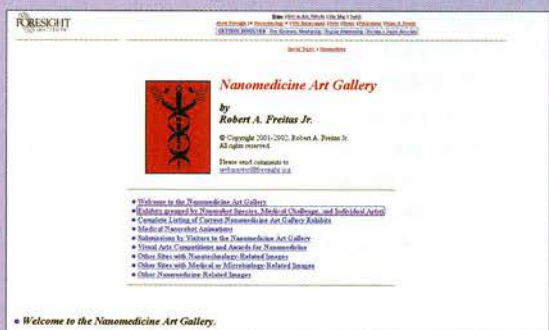 FORESIGHT
Nanomedicine Art Gallery
by
Robert A. Freitas Jr.
© Copyright 2001-2002, Robert A. Freitas Jr.
All rights reserved.
Please send comments to
webmaster@foresight.org
Welcome to the Nanomedicine Art Gallery
Exhibits grouped by Nanorobot Species, Medical Challenge, and Individual Artist
Complete Listing of Current Nanomedicine Art Gallery Exhibits
Medical Nanorobot Animations
Submissions by Visitors to the Nanomedicine Art Gallery
Visual Arts Competitions and Awards for Nanomedicine
Other Sites with Nanotechnology-Related Images
Other Sites with Medical or Microbiology-Related Images
Other Nanomedicine-Related Images
Welcome to the Nanomedicine Art Gallery.